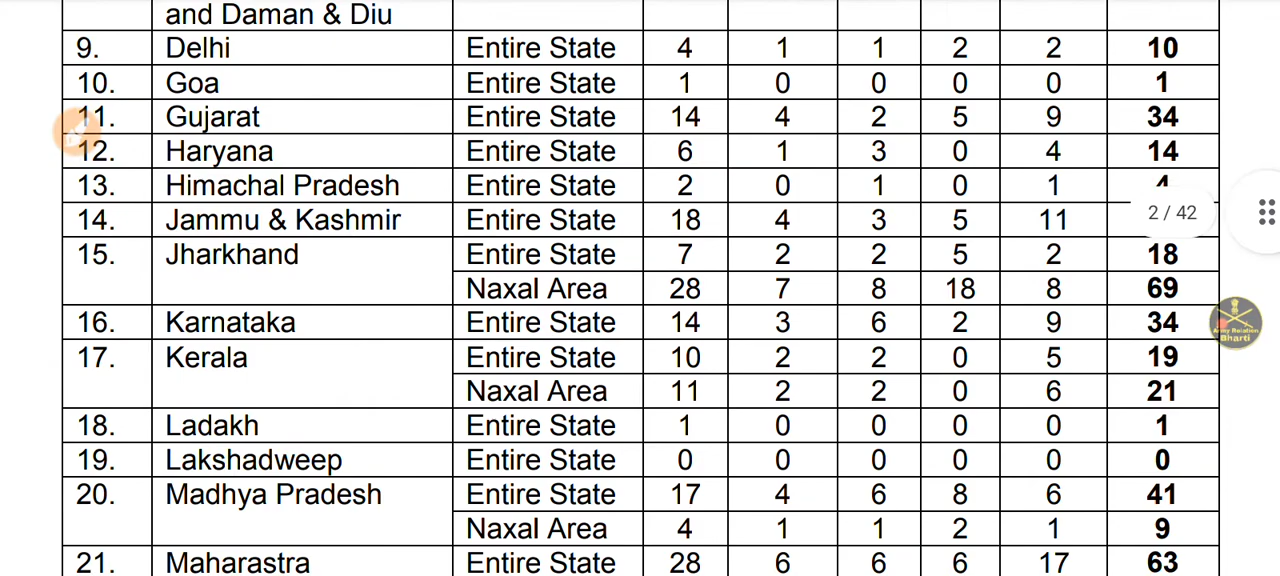 and Daman & Diu
9. Delhi Entire State 4 1 1 2 2 10
10. Goa Entire State 1 0 0 0 0 1
11. Gujarat Entire State 14 4 2 5 9 34
12. Haryana Entire State 6 1 3 0 4 14
13. Himachal Pradesh Entire State 2 0 1 0 1
14. Jammu & Kashmir Entire State 18 4 3 5 11
2 / 42
15. Jharkhand Entire State 7 2 2 5 2 18
Naxal Area 28 7 8 18 8 69
16. Karnataka Entire State 14 3 6 2 9 34
17. Kerala Entire State 10 2 2 0 5 19
Naxal Area 11 2 2 0 6 21
18. Ladakh Entire State 1 0 0 0 0 1
19. Lakshadweep Entire State 0 0 0 0 0 0
20. Madhya Pradesh Entire State 17 4 6 8 6 41
Naxal Area 4 1 1 2 1 9
21. Maharastra Entire State 28 6 6 6 17 63
Bharti